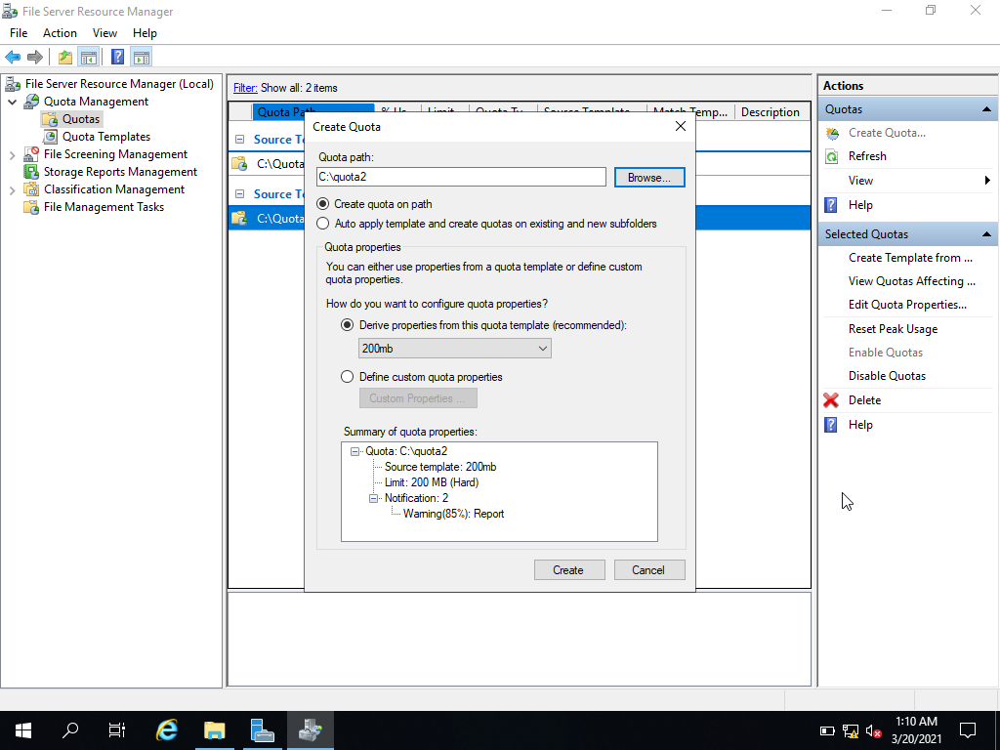 File Server Resource Manager
File Action View Help
File Server Resource Manager (Local)
Quota Management
Quotas
Quota Templates
File Screening Management
Storage Reports Management
Classification Management
File Management Tasks
Filter: Show all: 2 items
Quota Path % Us... Limit Quota Ty... Source Template Match Temp... Description
Source Te
C:\Quota
Source Te
C:\Quota
Create Quota
Quota path:
C:\quota2
Browse...
Create quota on path
Auto apply template and create quotas on existing and new subfolders
Quota properties
You can either use properties from a quota template or define custom
quota properties.
How do you want to configure quota properties?
Derive properties from this quota template (recommended):
200mb
Define custom quota properties
Custom Properties ...
Summary of quota properties:
Quota: C:\quota2
Source template: 200mb
Limit: 200 MB (Hard)
Notification: 2
Warning(85%): Report
Create Cancel
Actions
Quotas
Create Quota...
Refresh
View
Help
Selected Quotas
Create Template from ...
View Quotas Affecting ...
Edit Quota Properties...
Reset Peak Usage
Enable Quotas
Disable Quotas
Delete
Help
1:10 AM
3/20/2021